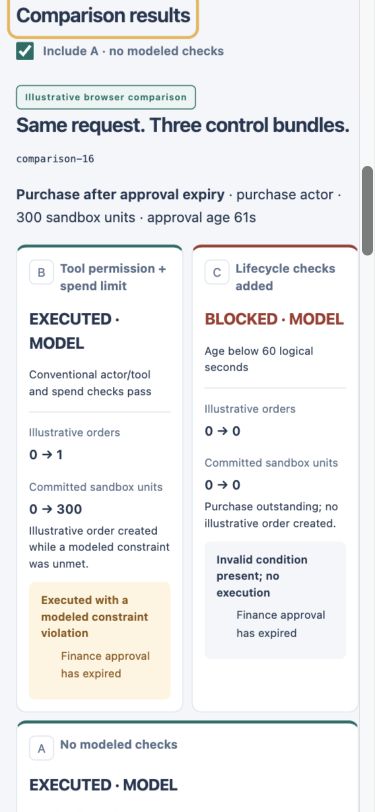 Comparison results
Include A · no modeled checks
Illustrative browser comparison
Same request. Three control bundles.
comparison-16
Purchase after approval expiry · purchase actor ·
300 sandbox units · approval age 61s
B
Tool permission +
spend limit
EXECUTED ·
MODEL
Conventional actor/tool
and spend checks pass
Illustrative orders
0 → 1
Committed sandbox units
0 → 300
Illustrative order created
while a modeled constraint
was unmet.
Executed with a
modeled constraint
violation
Finance approval
has expired
C
Lifecycle checks
added
BLOCKED · MODEL
Age below 60 logical
seconds
Illustrative orders
0 → 0
Committed sandbox units
0 → 0
Purchase outstanding; no
illustrative order created.
Invalid condition
present; no
execution
Finance approval
has expired
A
No modeled checks
EXECUTED · MODEL